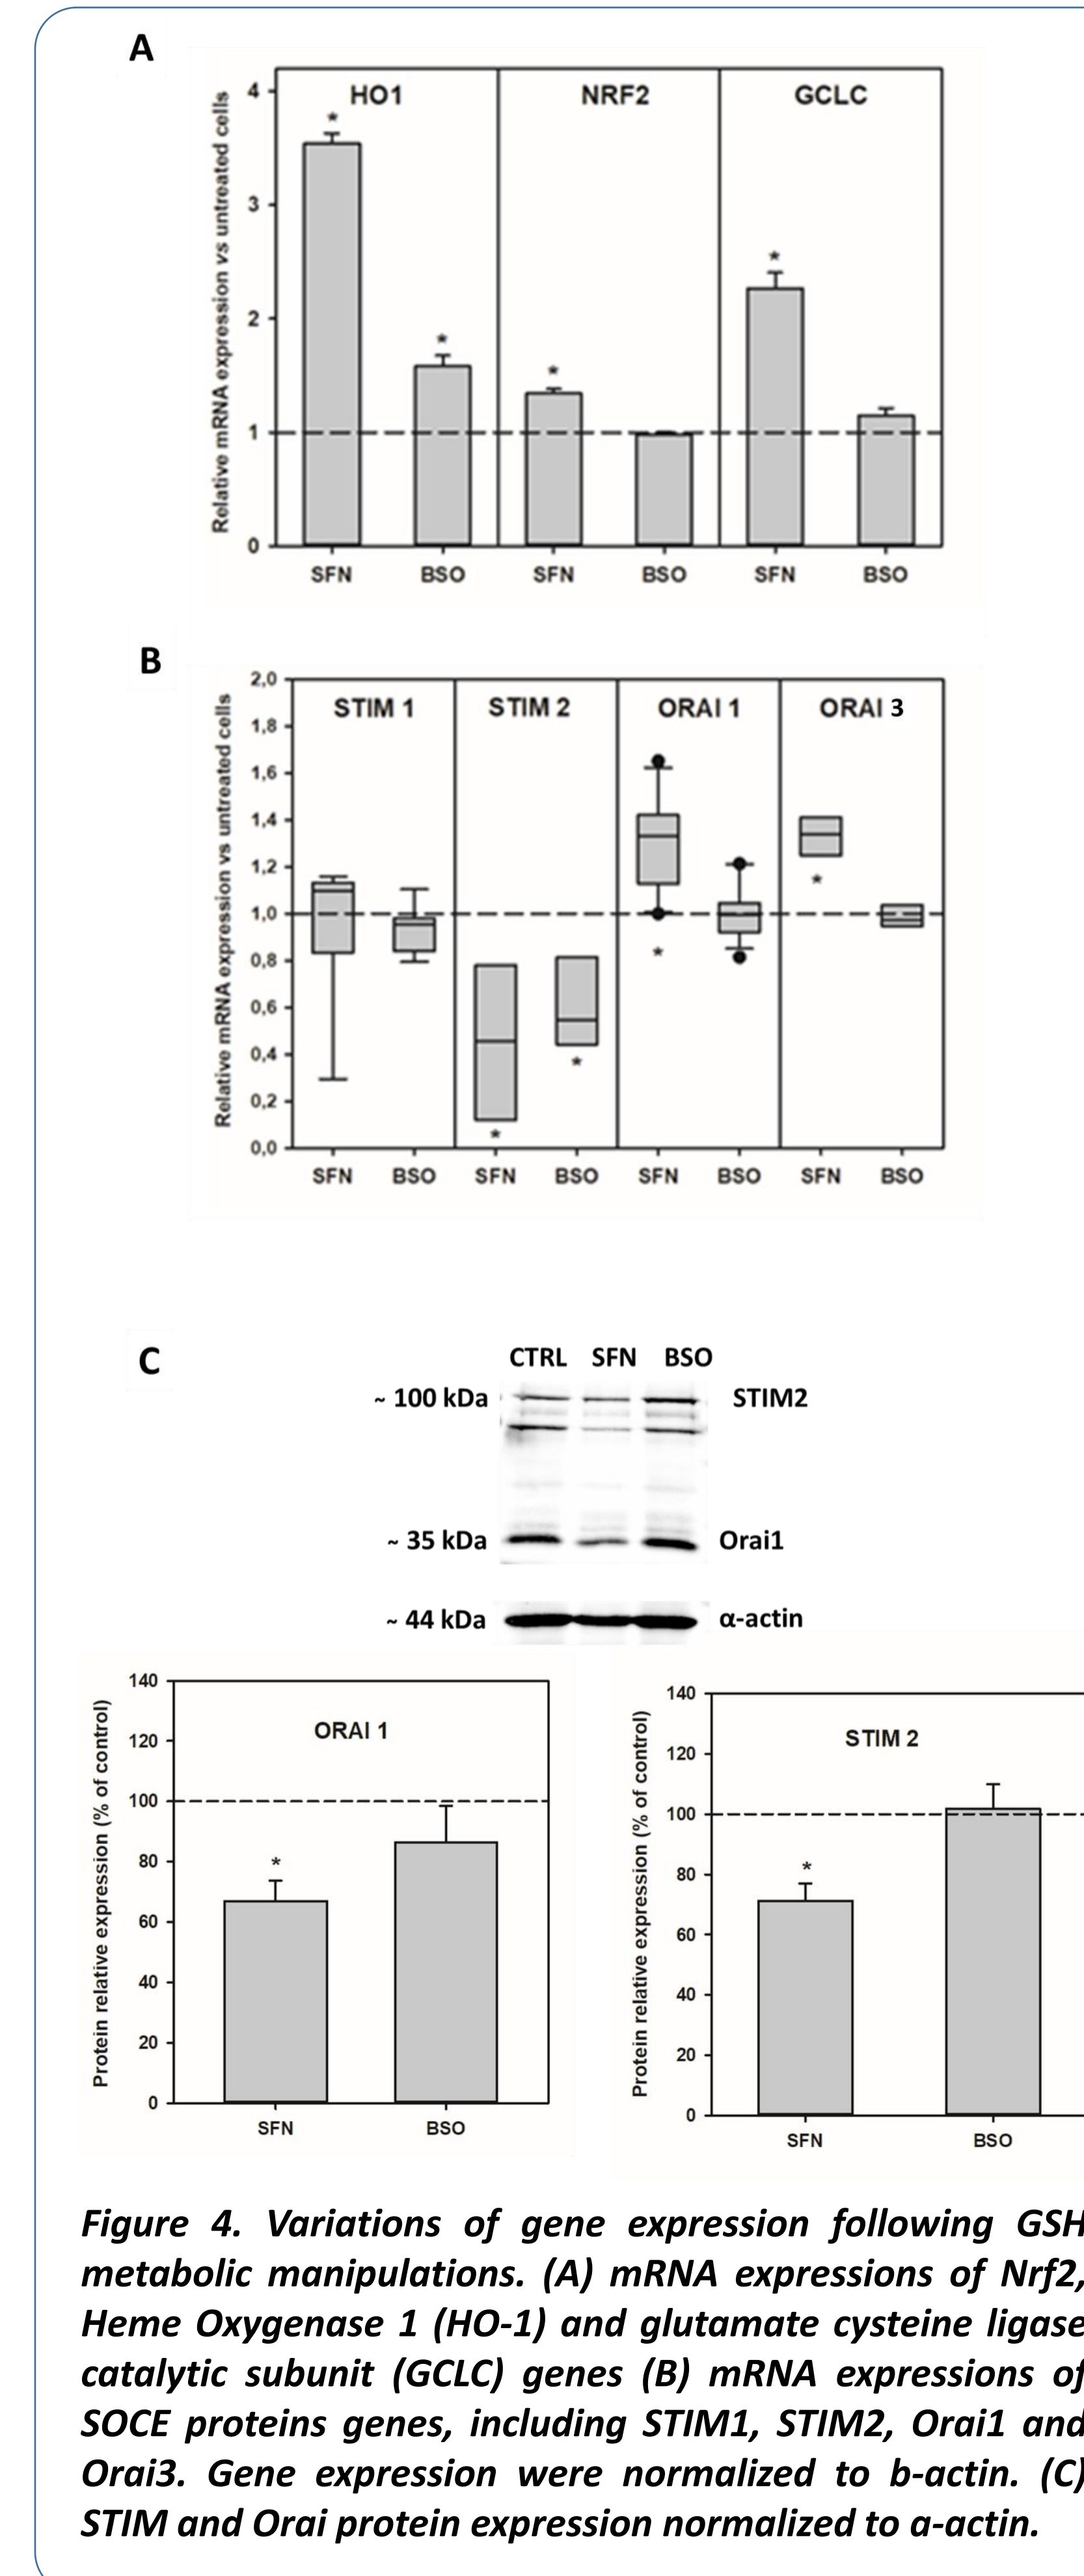 A
Relative mRNA expression vs untreated cells
HO1 NRF2 GCLC
4
3
2
1
0
* * * *
SFN BSO SFN BSO SFN BSO
B
Relative mRNA expression vs untreated cells
STIM 1 STIM 2 ORAI 1 ORAI 3
2,0
1,8
1,6
1,4
1,2
1,0
0,8
0,6
0,4
0,2
0,0
* * * *
SFN BSO SFN BSO SFN BSO SFN BSO
C
CTRL SFN BSO
~ 100 kDa STIM2
~ 35 kDa Orai1
~ 44 kDa α-actin
Protein relative expression (% of control)
ORAI 1
140
120
100
80
60
40
20
0
*
SFN BSO
Protein relative expression (% of control)
STIM 2
140
120
100
80
60
40
20
0
*
SFN BSO
Figure 4. Variations of gene expression following GSH
metabolic manipulations. (A) mRNA expressions of Nrf2,
Heme Oxygenase 1 (HO-1) and glutamate cysteine ligase
catalytic subunit (GCLC) genes (B) mRNA expressions of
SOCE proteins genes, including STIM1, STIM2, Orai1 and
Orai3. Gene expression were normalized to b-actin. (C)
STIM and Orai protein expression normalized to a-actin.